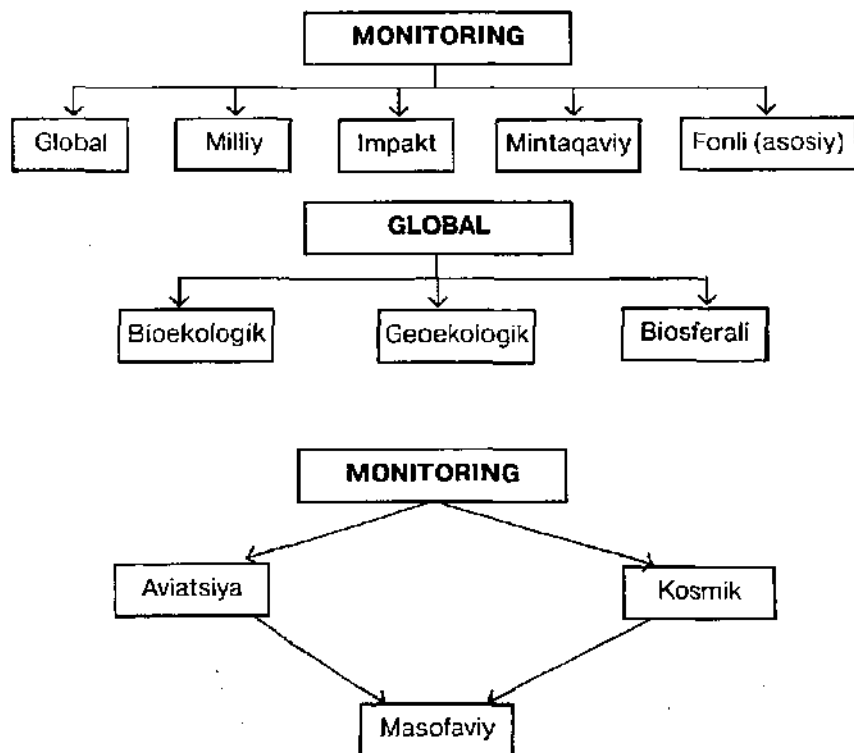 MONITORING
Global
Milliy
Impakt
Mintaqaviy
Fonli (asosiy)
GLOBAL
Bioekologik
Geoekologik
Biosferali
MONITORING
Aviatsiya
Kosmik
Masofaviy